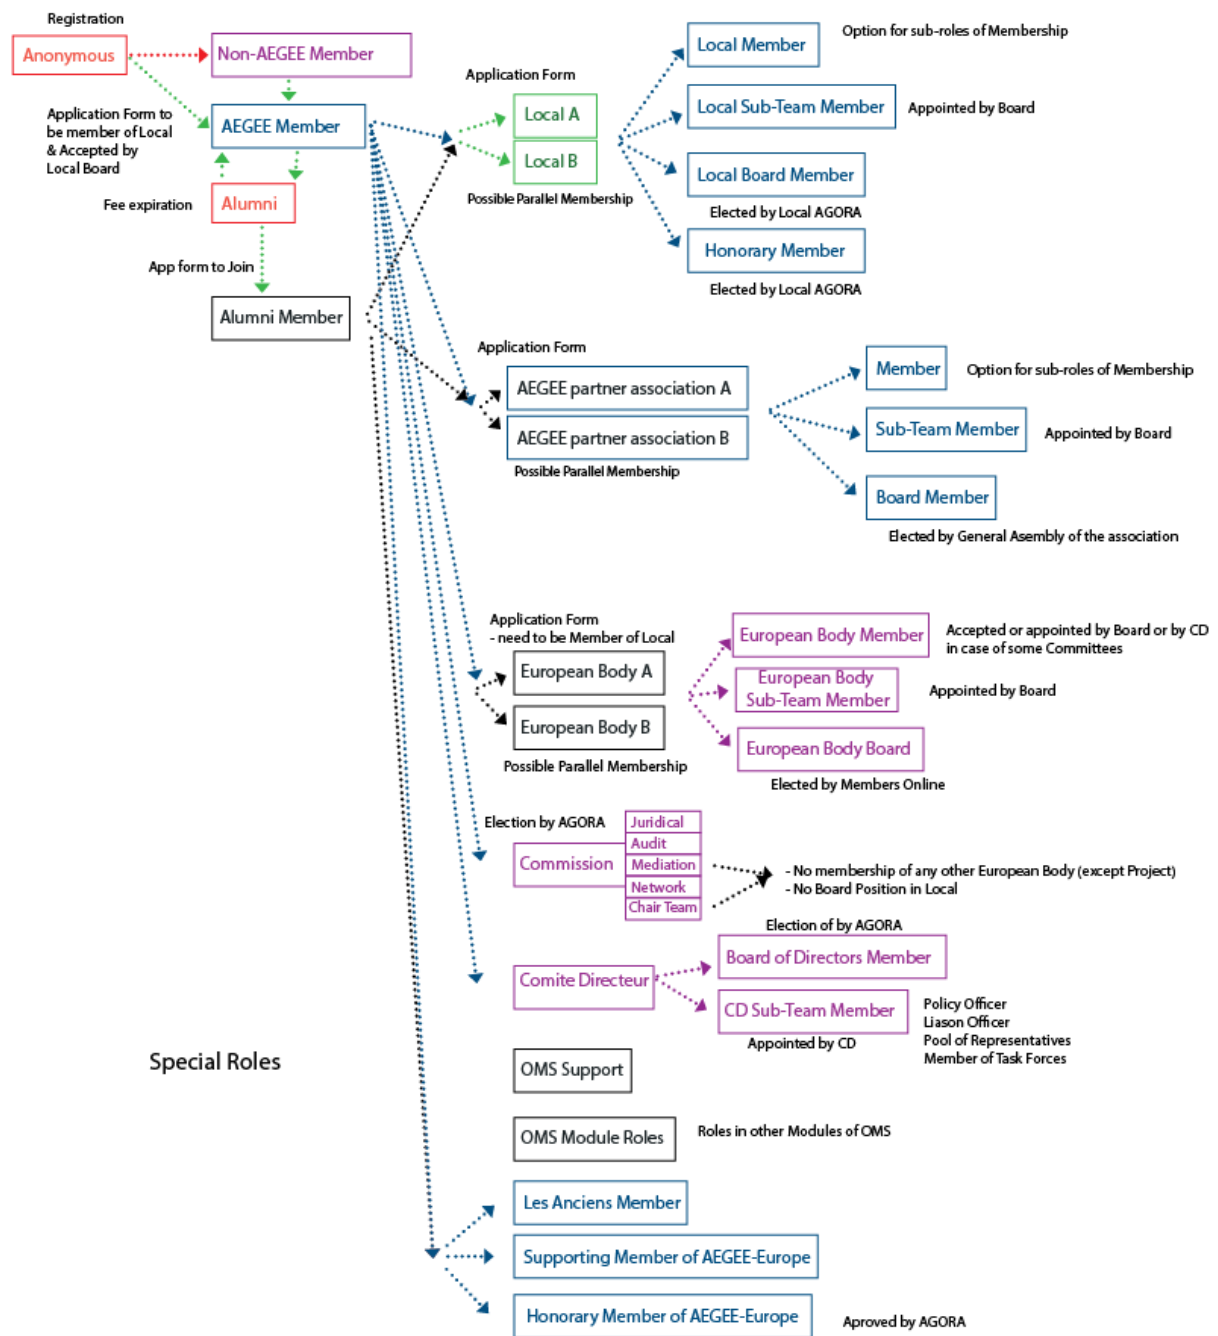 Registration
Anonymous
Non-AEGEE Member
Application Form to
be member of Local
& Accepted by
Local Board
AEGEE Member
Fee expiration
Alumni
App form to Join
Alumni Member
Application Form
Local A
Local B
Possible Parallel Membership
Local Member
Option for sub-roles of Membership
Local Sub-Team Member
Appointed by Board
Local Board Member
Elected by Local AGORA
Honorary Member
Elected by Local AGORA
Application Form
AEGEE partner association A
AEGEE partner association B
Possible Parallel Membership
Member
Option for sub-roles of Membership
Sub-Team Member
Appointed by Board
Board Member
Elected by General Asembly of the association
Application Form
- need to be Member of Local
European Body A
European Body B
Possible Parallel Membership
European Body Member
Accepted or appointed by Board or by CD
in case of some Committees
European Body
Sub-Team Member
Appointed by Board
European Body Board
Elected by Members Online
Election by AGORA
Commission
Juridical
Audit
Mediation
Network
Chair Team
- No membership of any other European Body (except Project)
- No Board Position in Local
Election of by AGORA
Comite Directeur
Board of Directors Member
CD Sub-Team Member
Appointed by CD
Policy Officer
Liason Officer
Pool of Representatives
Member of Task Forces
Special Roles
OMS Support
OMS Module Roles
Roles in other Modules of OMS
Les Anciens Member
Supporting Member of AEGEE-Europe
Honorary Member of AEGEE-Europe
Aproved by AGORA